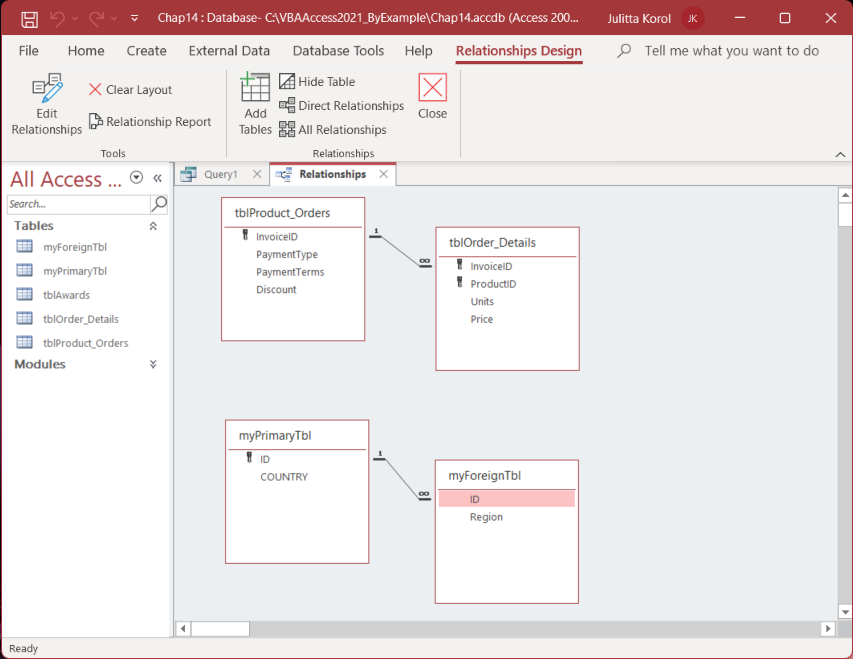 Chap14 : Database- C:\VBAAccess2021_ByExample\Chap14.accdb (Access 200... Julitta Korol JK
File Home Create External Data Database Tools Help Relationships Design Tell me what you want to do
Edit Relationships
Clear Layout
Relationship Report
Tools
Add Tables
Hide Table
Direct Relationships
All Relationships
Close
Relationships
All Access ...
Search...
Tables
myForeignTbl
myPrimaryTbl
tblAwards
tblOrder_Details
tblProduct_Orders
Modules
Query1 Relationships
tblProduct_Orders
InvoiceID
PaymentType
PaymentTerms
Discount
1
∞
tblOrder_Details
InvoiceID
ProductID
Units
Price
myPrimaryTbl
ID
COUNTRY
1
∞
myForeignTbl
ID
Region
Ready